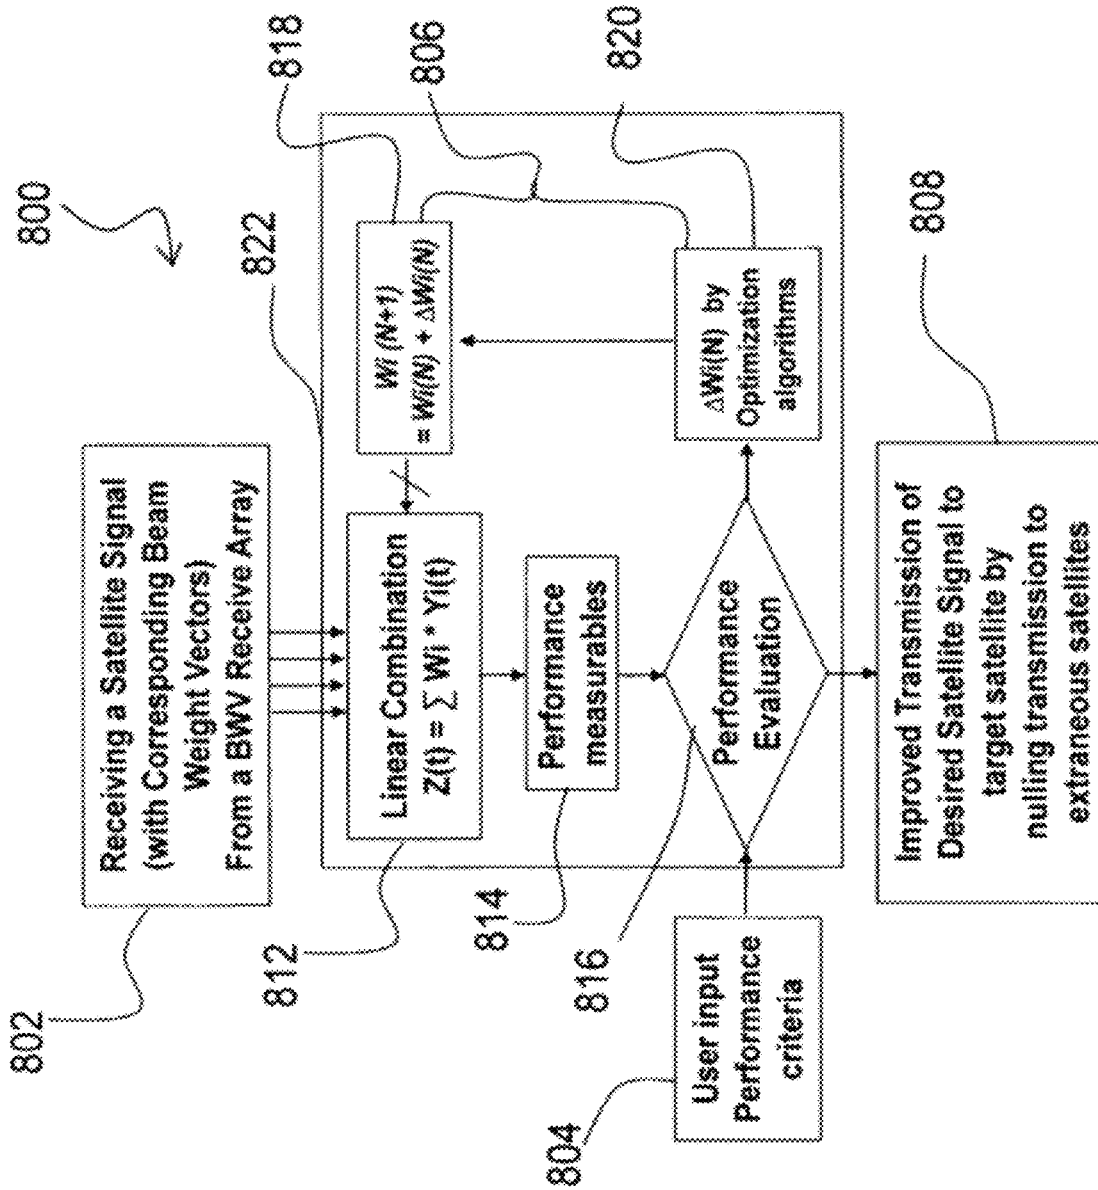 800
802
Receiving a Satellite Signal
(with Corresponding Beam
Weight Vectors)
From a BWV Receive Array
822
818
812
Linear Combination
Z(t) = ∑ Wi * Yi(t)
Wi (N+1)
= Wi(N) + ΔWi(N)
806
814
Performance
measurables
820
816
804
User input
Performance
criteria
Performance
Evaluation
ΔWi(N) by
Optimization
algorithms
808
Improved Transmission of
Desired Satellite Signal to
target satellite by
nulling transmission to
extraneous satellites